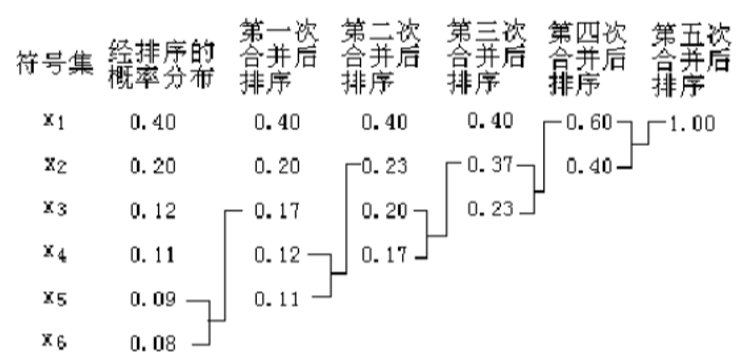 符号集 经排序的概率分布 第一次合并后排序 第二次合并后排序 第三次合并后排序 第四次合并后排序 第五次合并后排序
x1 0.40 0.40 0.40 0.40 0.60 1.00
x2 0.20 0.20 0.23 0.37 0.40
x3 0.12 0.17 0.20 0.23
x4 0.11 0.12 0.17
x5 0.09 0.11
x6 0.08